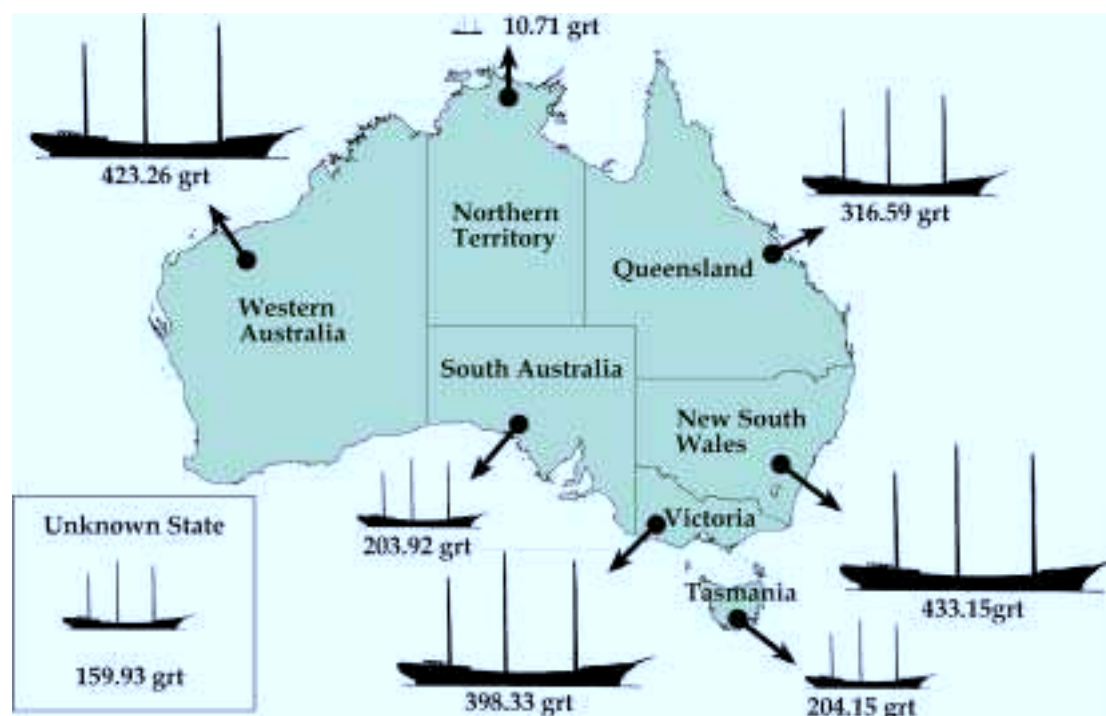 10.71 grt
423.26 grt
316.59 grt
Northern
Territory
Queensland
Western
Australia
South Australia
New South
Wales
Unknown State
Victoria
203.92 grt
Tasmania
433.15grt
159.93 grt
398.33 grt
204.15 grt